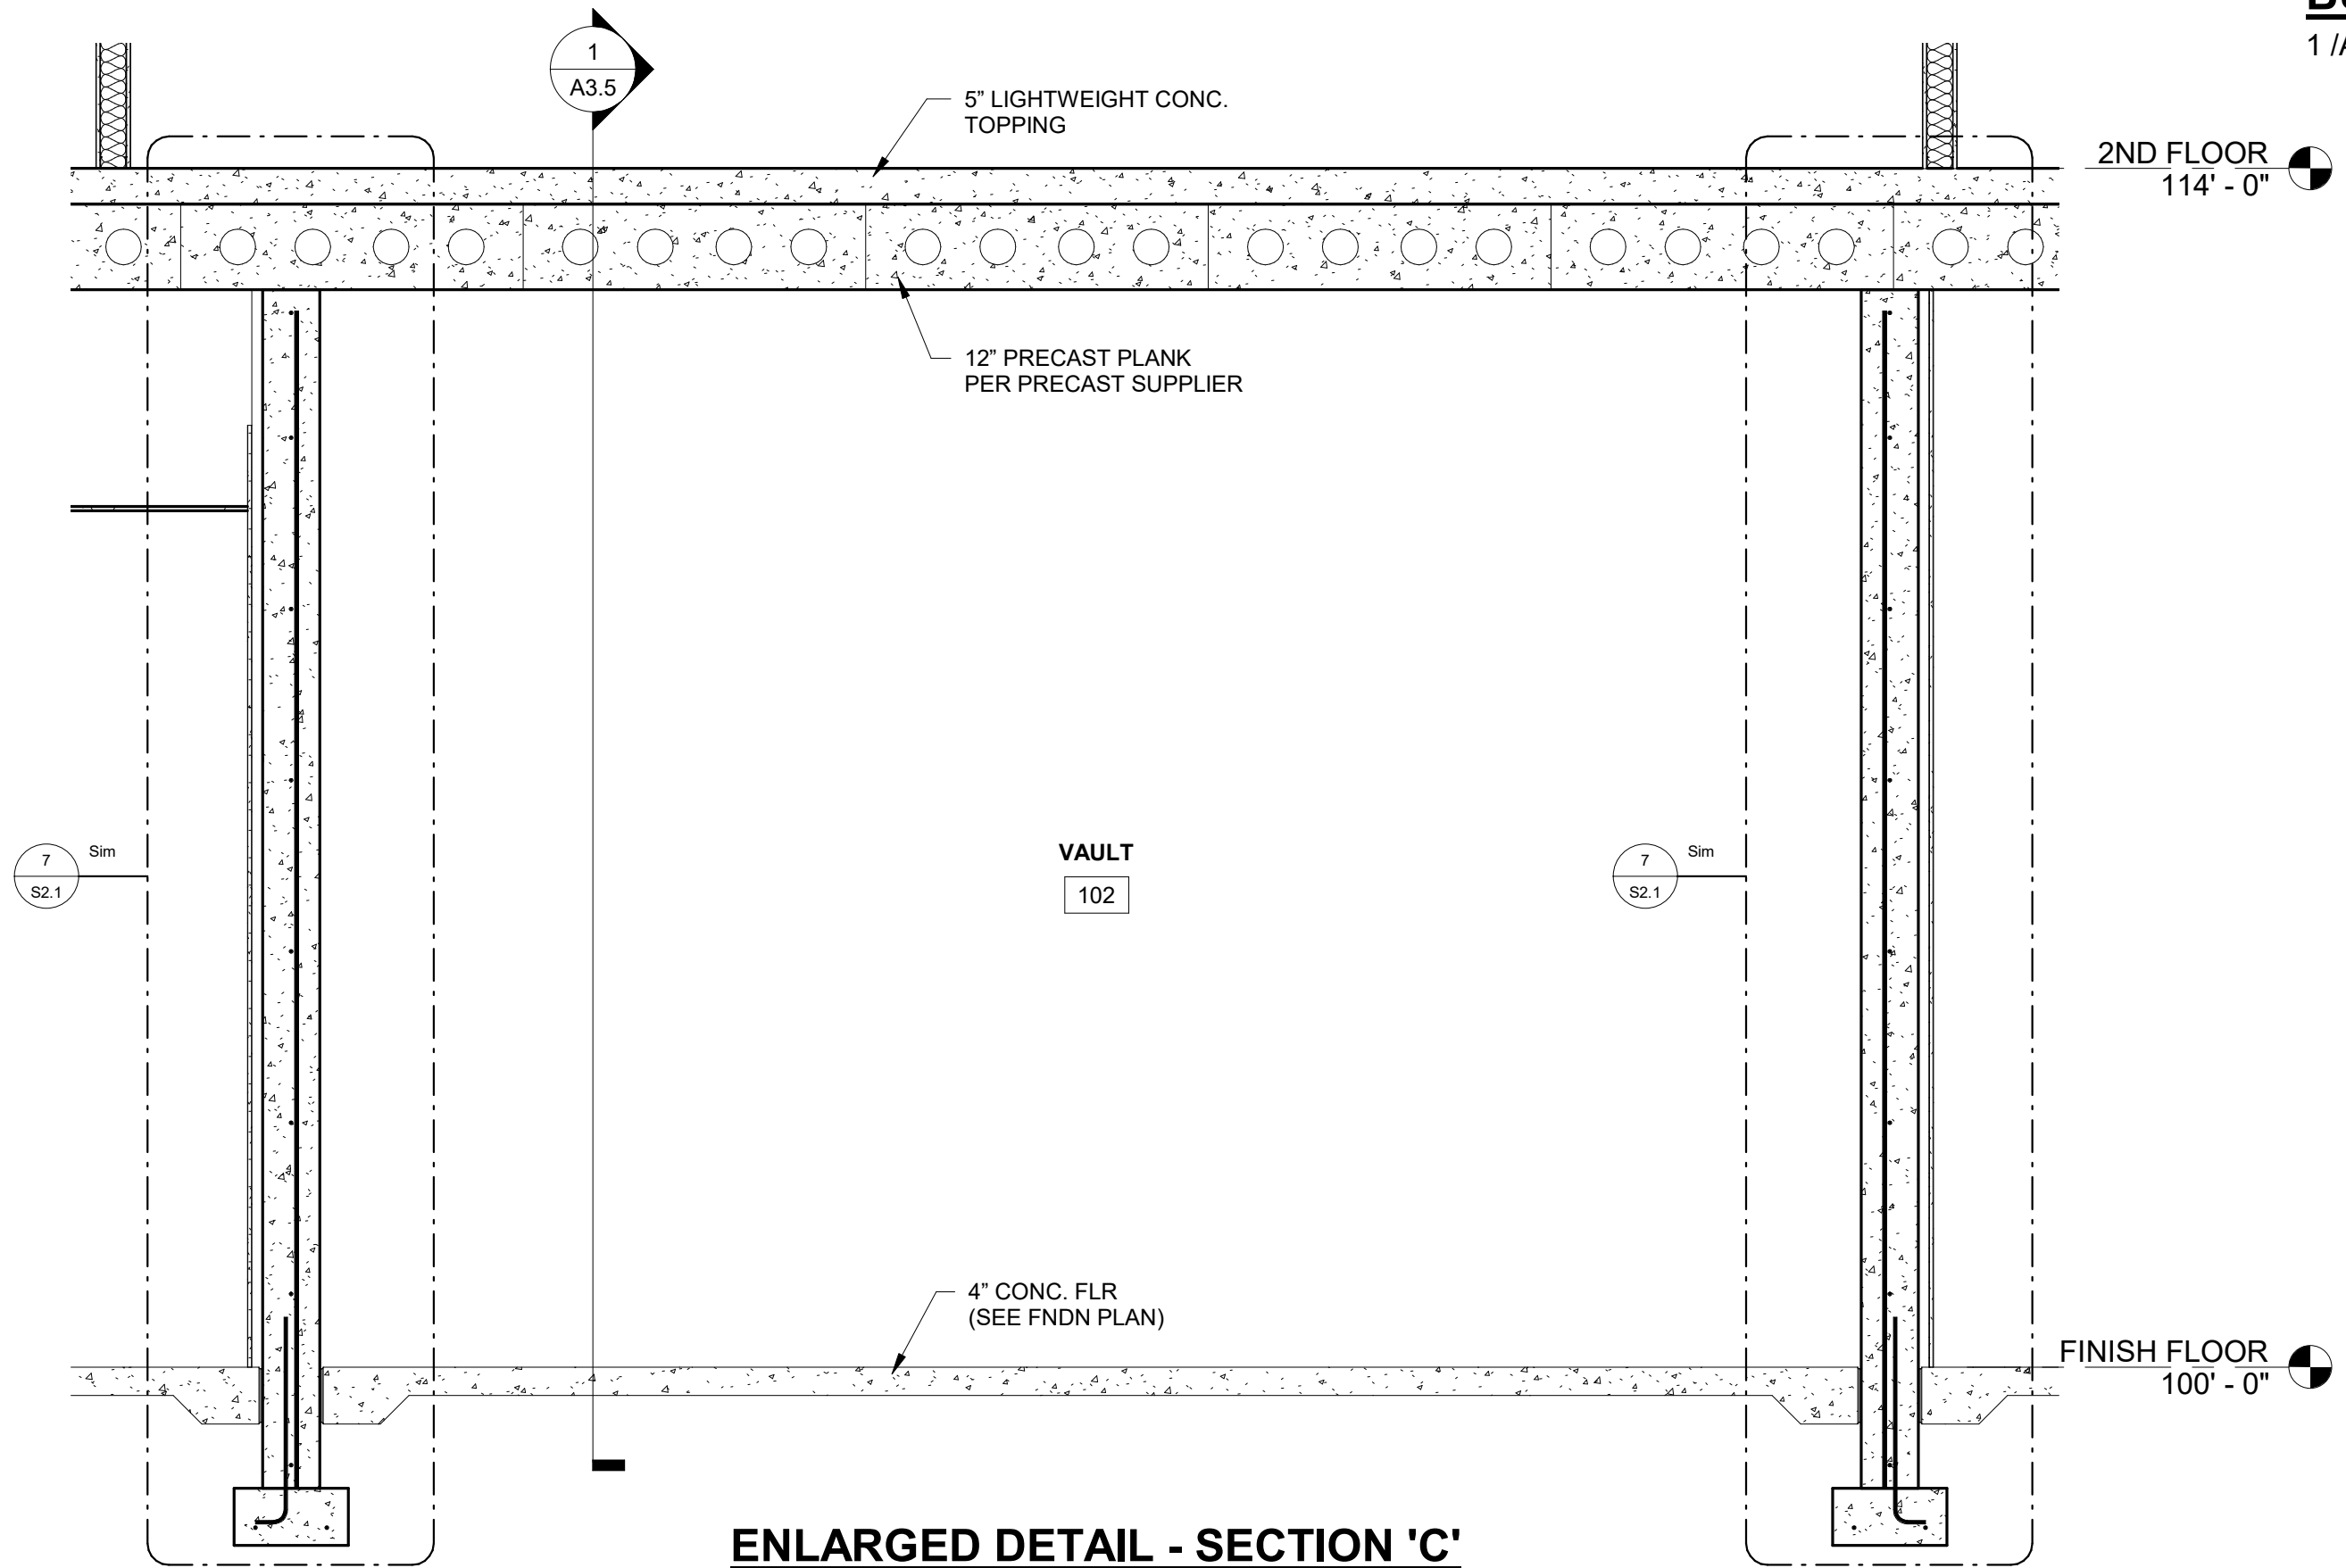 1
A3.5
5” LIGHTWEIGHT CONC.
TOPPING
1 /
2ND FLOOR
114' - 0"
12” PRECAST PLANK
PER PRECAST SUPPLIER
7
S2.1
Sim
VAULT
102
7
S2.1
Sim
4” CONC. FLR
(SEE FNDN PLAN)
FINISH FLOOR
100' - 0"
ENLARGED DETAIL - SECTION 'C'